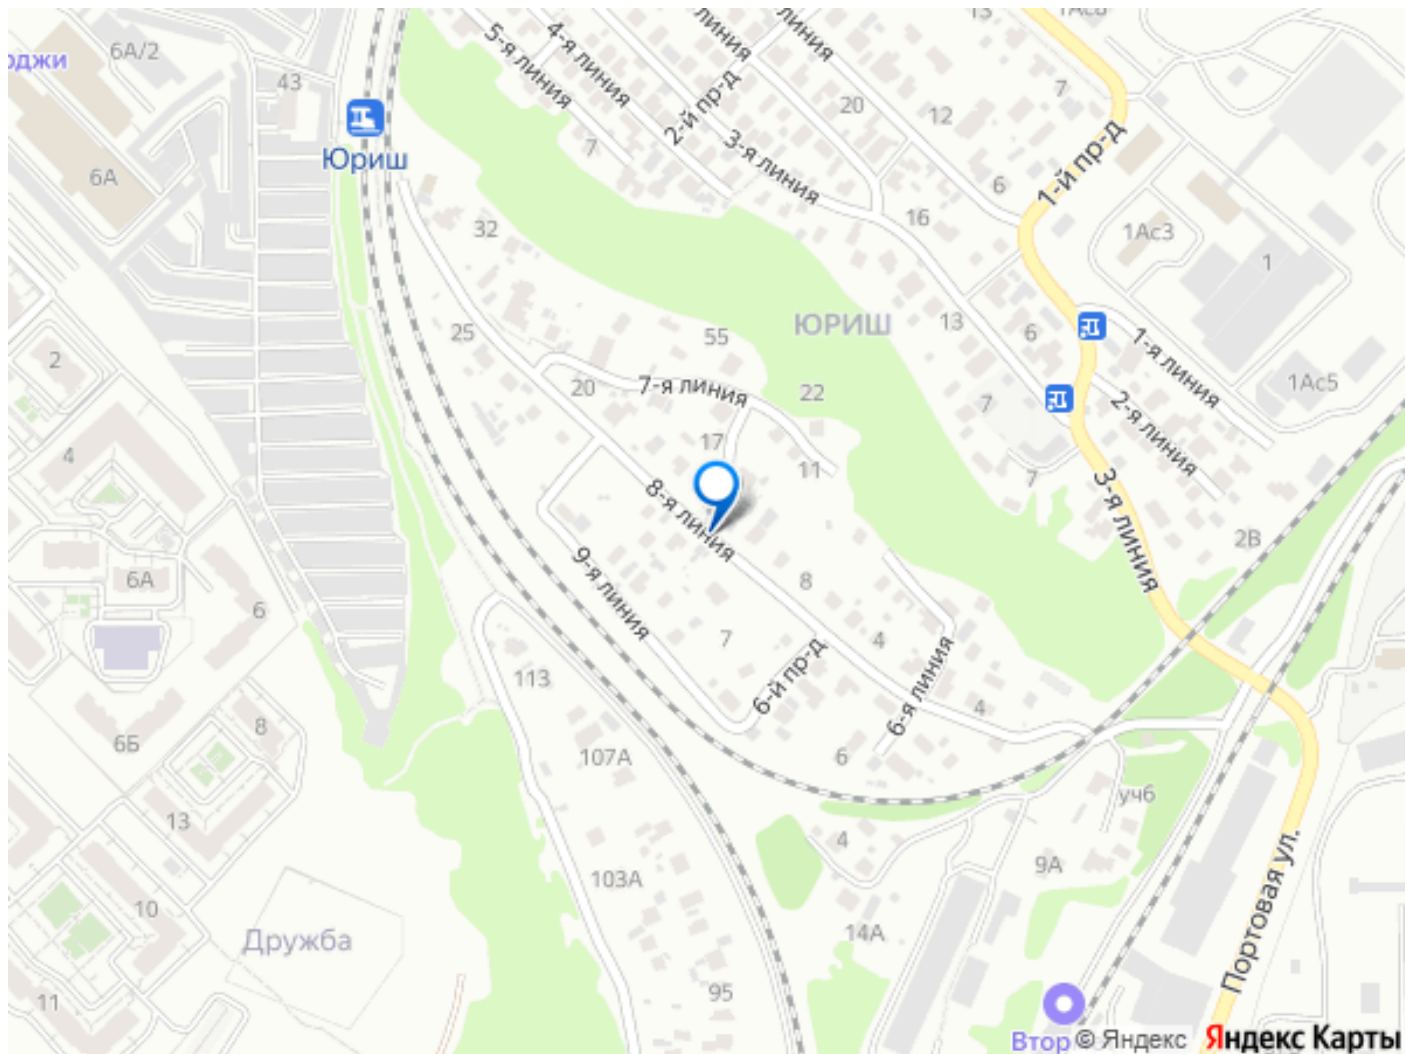 5-я линия
4-я линия
линия
линия
13
6А/2
оджи
43
7
20
12
2-й пр-д
1-й пр-д
Юриш
7
3-я линия
6А
6
16
1Ас3
32
1
ЮРИШ
13
6
25
55
1-я линия
2
20
7-я линия
22
7
2-я линия
1Ас5
4
17
11
7
8-я линия
3-я линия
2В
9-я линия
6А
8
6
7
4
113
6-й пр-д
6-я линия
4
6Б
8
107А
6
уч6
13
4
9А
103А
Портовая ул.
10
14А
Дружба
11
95
Втор
© Яндекс
Яндекс Карты